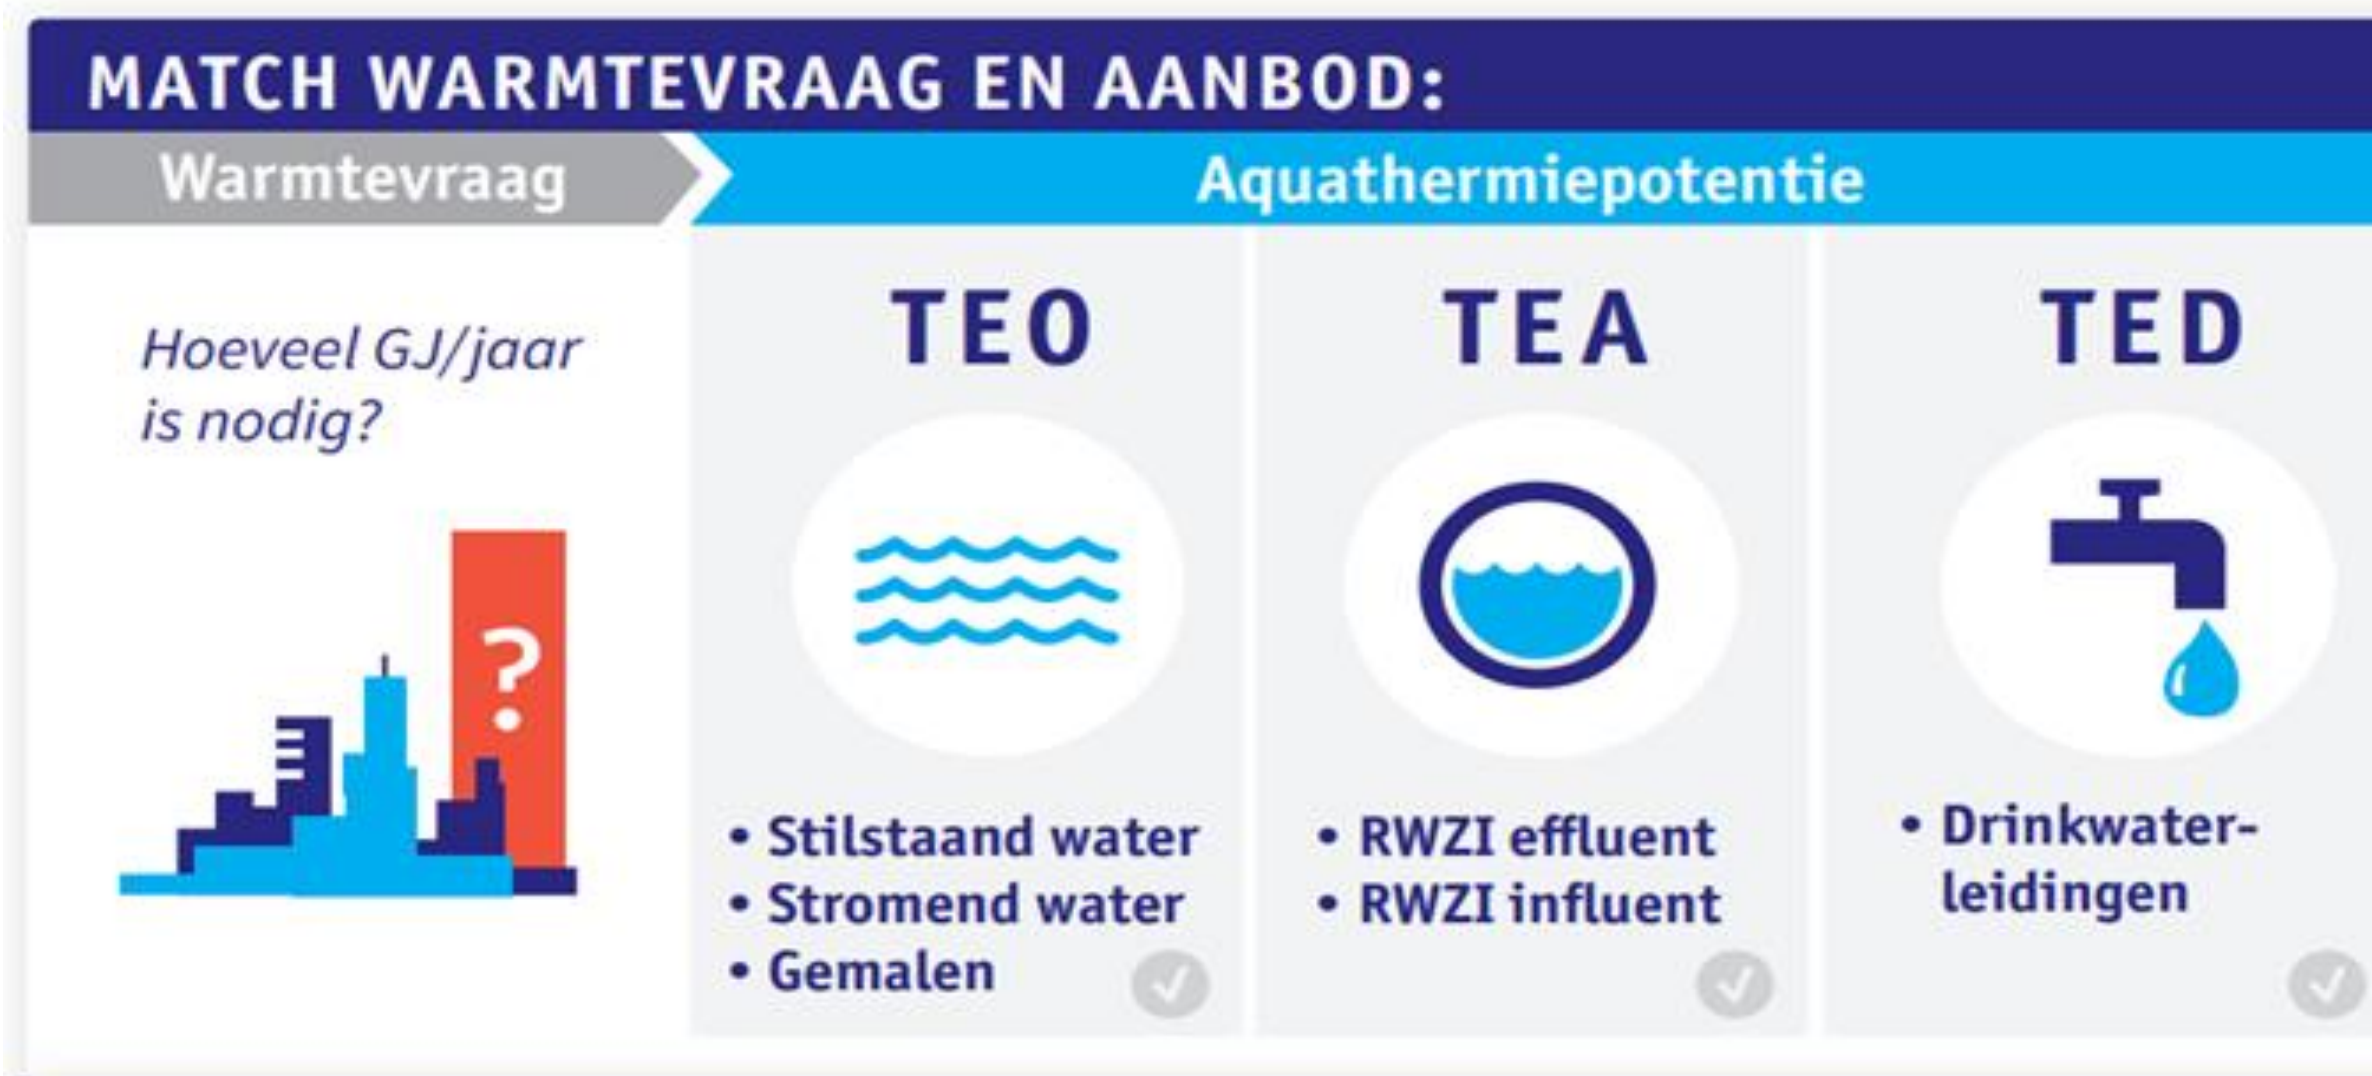 MATCH WARMTEVRAAG EN AANBOD:
Warmtevraag
Aquathermiepotentie
Hoeveel GJ/jaar
is nodig?
?
TEO
• Stilstaand water
• Stromend water
• Gemalen
TEA
• RWZI effluent
• RWZI influent
TED
• Drinkwater-
leidingen